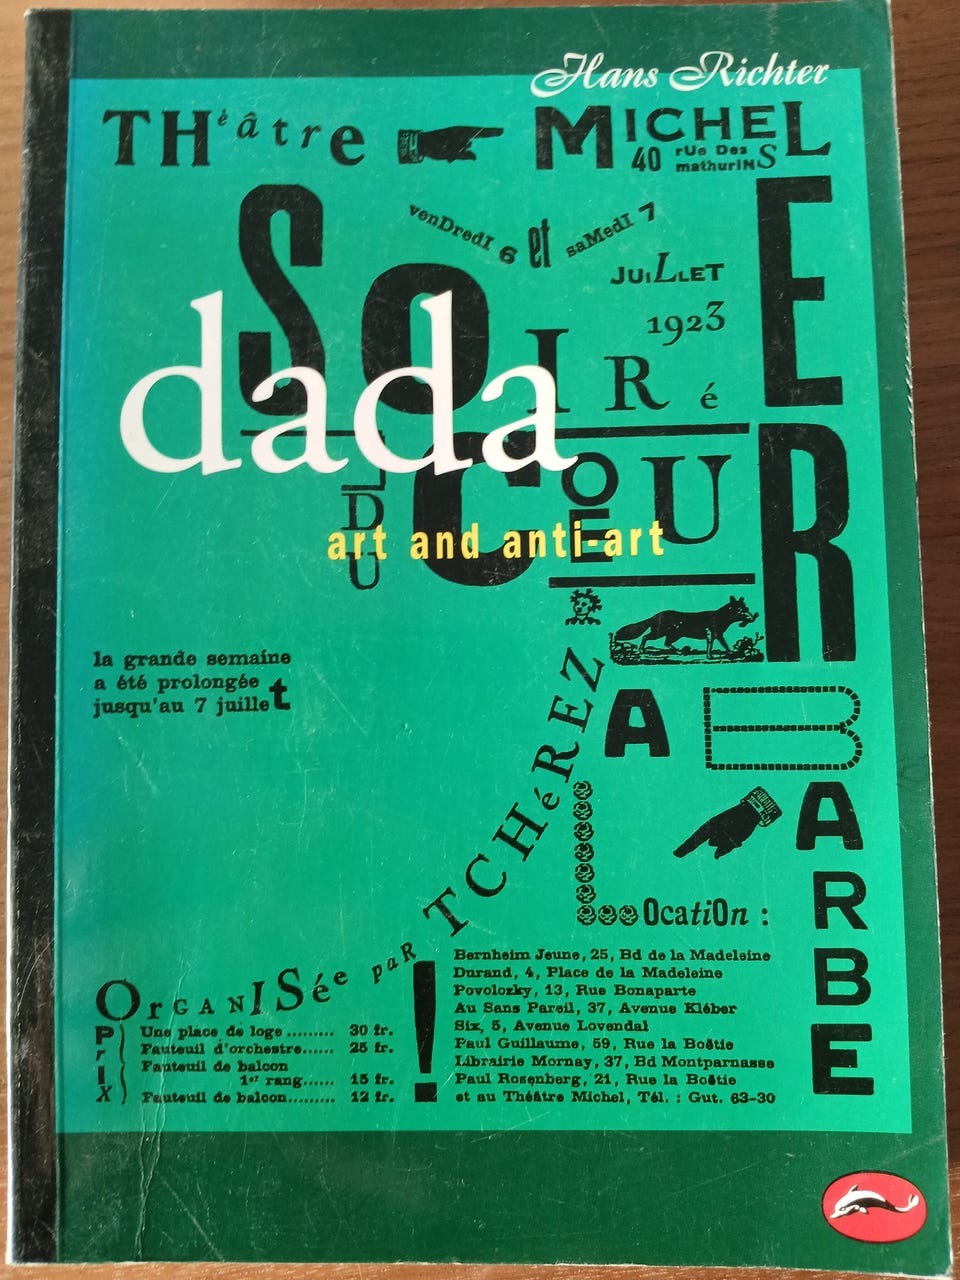 Hans Richter
THéâtre MICHEL
40 rUe Des
mathurINS
venDredI 6 et saMedI 7
JUiLLET
1923
SOIRéE
dada
DU CŒUR
art and anti-art
A BARBE
la grande semaine
a été prolongée
jusqu'au 7 juillet
OrGANISée paR TCHéREZ
!
LOcatiOn :
Bernheim Jeune, 25, Bd de la Madeleine
Durand, 4, Place de la Madeleine
Povolozky, 13, Rue Bonaparte
Au Sans Pareil, 37, Avenue Kléber
Six, 5, Avenue Lovendal
Paul Guillaume, 59, Rue la Boëtie
Librairie Mornay, 37, Bd Montparnasse
Paul Rosenberg, 21, Rue la Boëtie
et au Théâtre Michel, Tél. : Gut. 63-30
PrIX
Une place de loge ......... 30 fr.
Fauteuil d'orchestre...... 25 fr.
Fauteuil de balcon
1er rang...... 15 fr.
Fauteuil de balcon......... 12 fr.